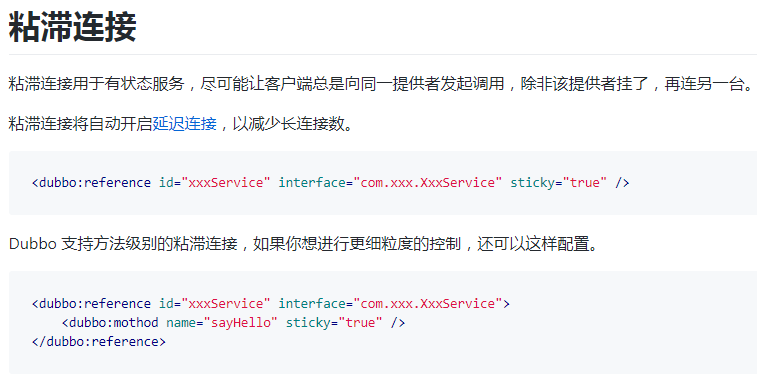 粘滞连接
粘滞连接用于有状态服务，尽可能让客户端总是向同一提供者发起调用，除非该提供者挂了，再连另一台。
粘滞连接将自动开启延迟连接，以减少长连接数。
<dubbo:reference id="xxxService" interface="com.xxx.XxxService" sticky="true" />
Dubbo 支持方法级别的粘滞连接，如果你想进行更细粒度的控制，还可以这样配置。
<dubbo:reference id="xxxService" interface="com.xxx.XxxService">
    <dubbo:mothod name="sayHello" sticky="true" />
</dubbo:reference>